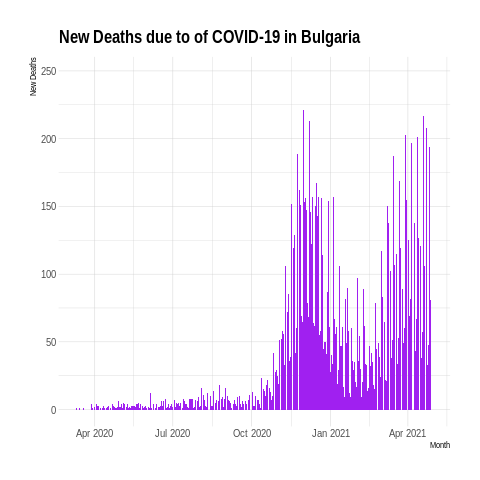 New Deaths due to of COVID-19 in Bulgaria
New Deaths
250
200
150
100
50
0
Apr 2020 Jul 2020 Oct 2020 Jan 2021 Apr 2021
Month